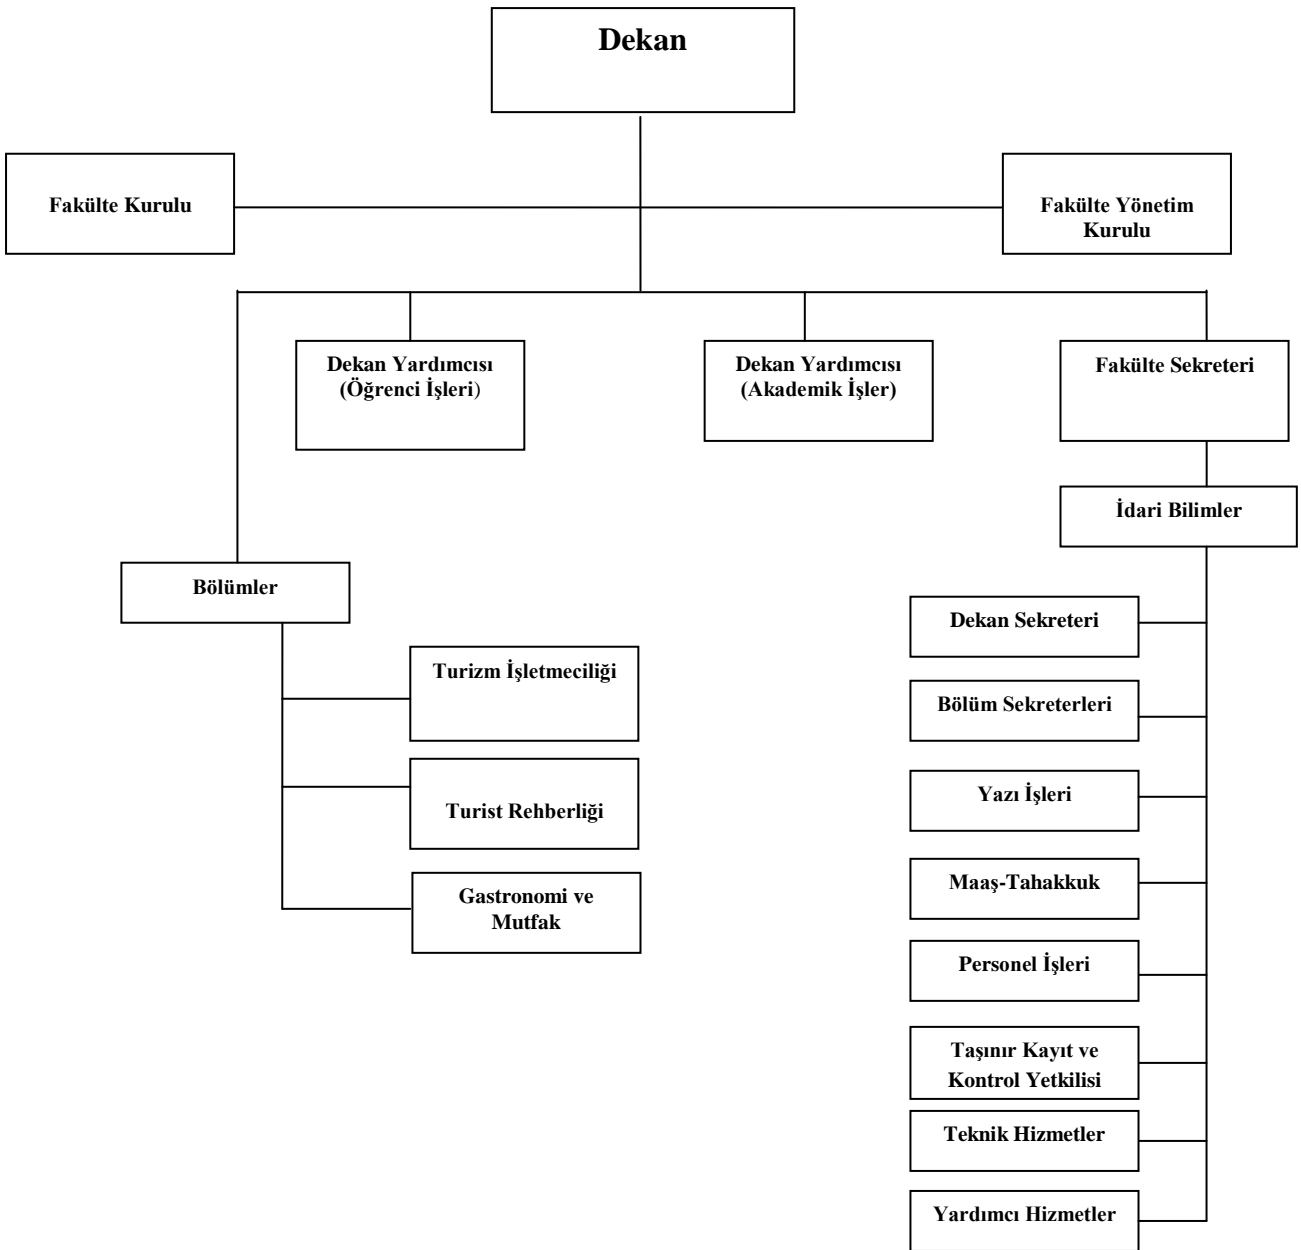 Dekan
Fakülte Kurulu
Fakülte Yönetim
Kurulu
Dekan Yardımcısı
(Öğrenci İşleri)
Dekan Yardımcısı
(Akademik İşler)
Fakülte Sekreteri
İdari Bilimler
Bölümler
Turizm İşletmeciliği
Turist Rehberliği
Gastronomi ve
Mutfak
Dekan Sekreteri
Bölüm Sekreterleri
Yazı İşleri
Maaş-Tahakkuk
Personel İşleri
Taşınır Kayıt ve
Kontrol Yetkilisi
Teknik Hizmetler
Yardımcı Hizmetler